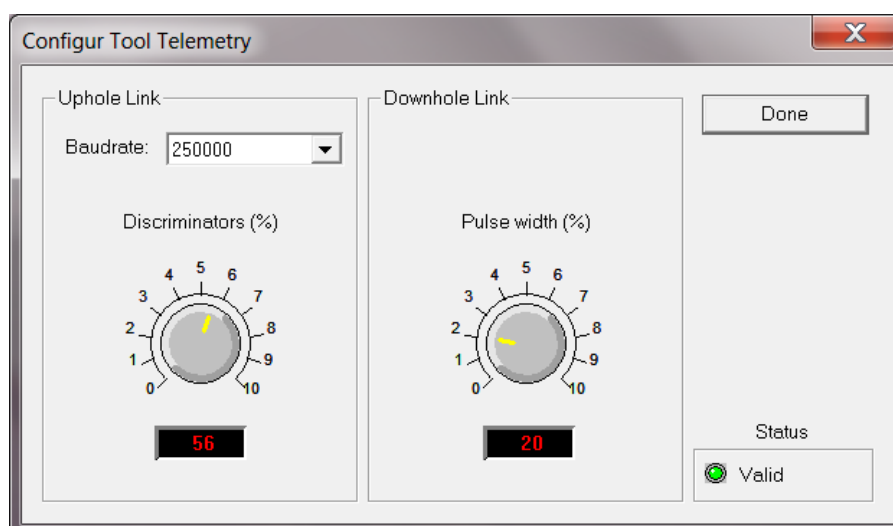 Configur Tool Telemetry
X
Uphole Link
Baudrate: 250000
Discriminators (%)
0 1 2 3 4 5 6 7 8 9 10
56
Downhole Link
Pulse width (%)
0 1 2 3 4 5 6 7 8 9 10
20
Done
Status
Valid